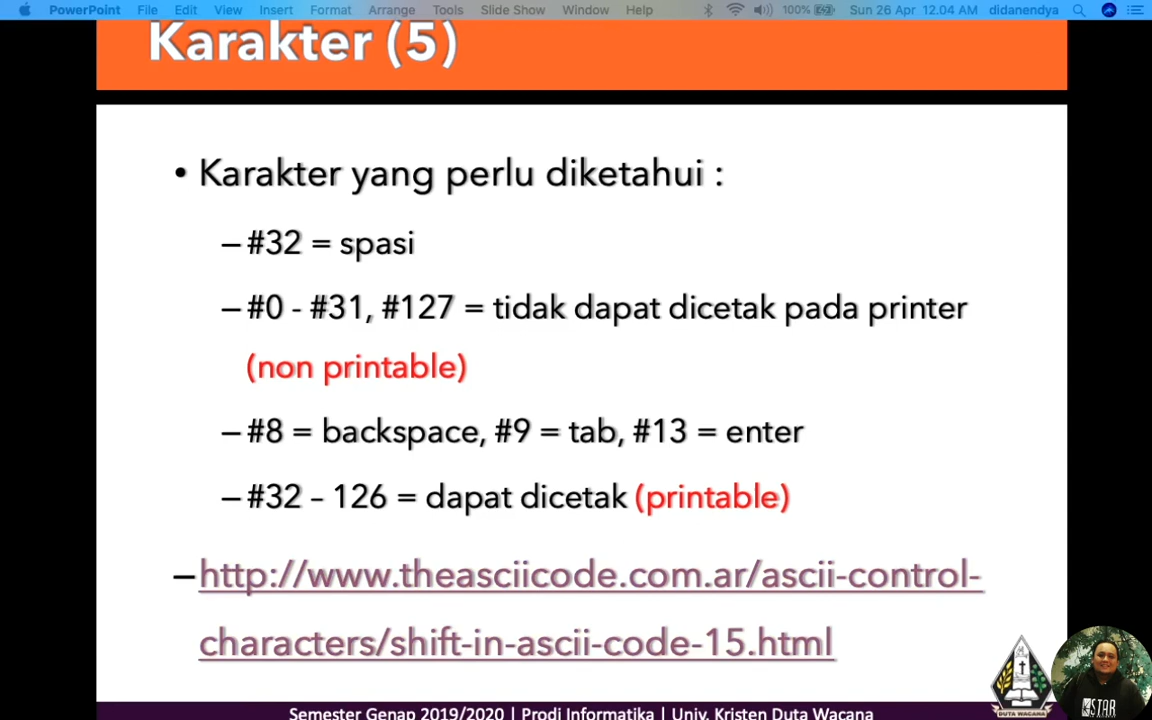 PowerPoint File Edit View Insert Format Arrange Tools Slide Show Window Help 100% Sun 26 Apr 12.04 AM didanendya
Karakter (5)
• Karakter yang perlu diketahui :
– #32 = spasi
– #0 - #31, #127 = tidak dapat dicetak pada printer
(non printable)
– #8 = backspace, #9 = tab, #13 = enter
– #32 – 126 = dapat dicetak (printable)
– http://www.theasciicode.com.ar/ascii-control-
characters/shift-in-ascii-code-15.html
DUTA WACANA
STAR
Semester Genap 2019/2020 | Prodi Informatika | Univ. Kristen Duta Wacana